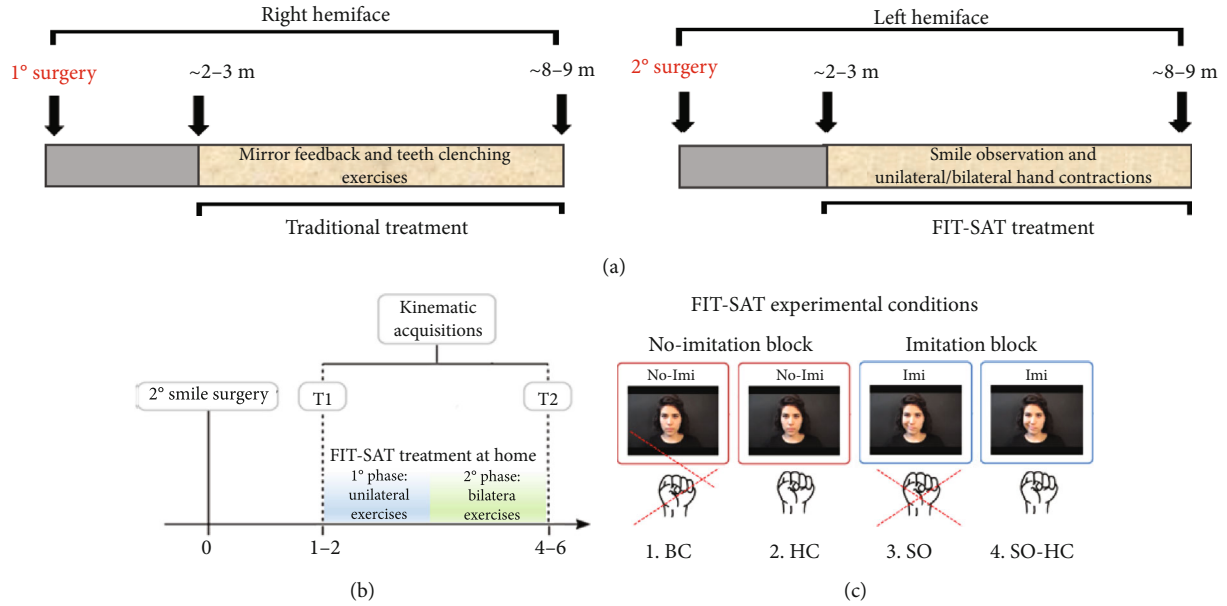 Right hemiface
1° surgery
~2–3 m
~8–9 m
Mirror feedback and teeth clenching
exercises
Traditional treatment
Left hemiface
2° surgery
~2–3 m
~8–9 m
Smile observation and
unilateral/bilateral hand contractions
FIT-SAT treatment
(a)
Kinematic
acquisitions
2° smile surgery
T1
T2
FIT-SAT treatment at home
1° phase:
unilateral
exercises
2° phase:
bilatera
exercises
0
1–2
4–6
(b)
FIT-SAT experimental conditions
No-imitation block
Imitation block
No-Imi
No-Imi
Imi
Imi
1. BC
2. HC
3. SO
4. SO-HC
(c)